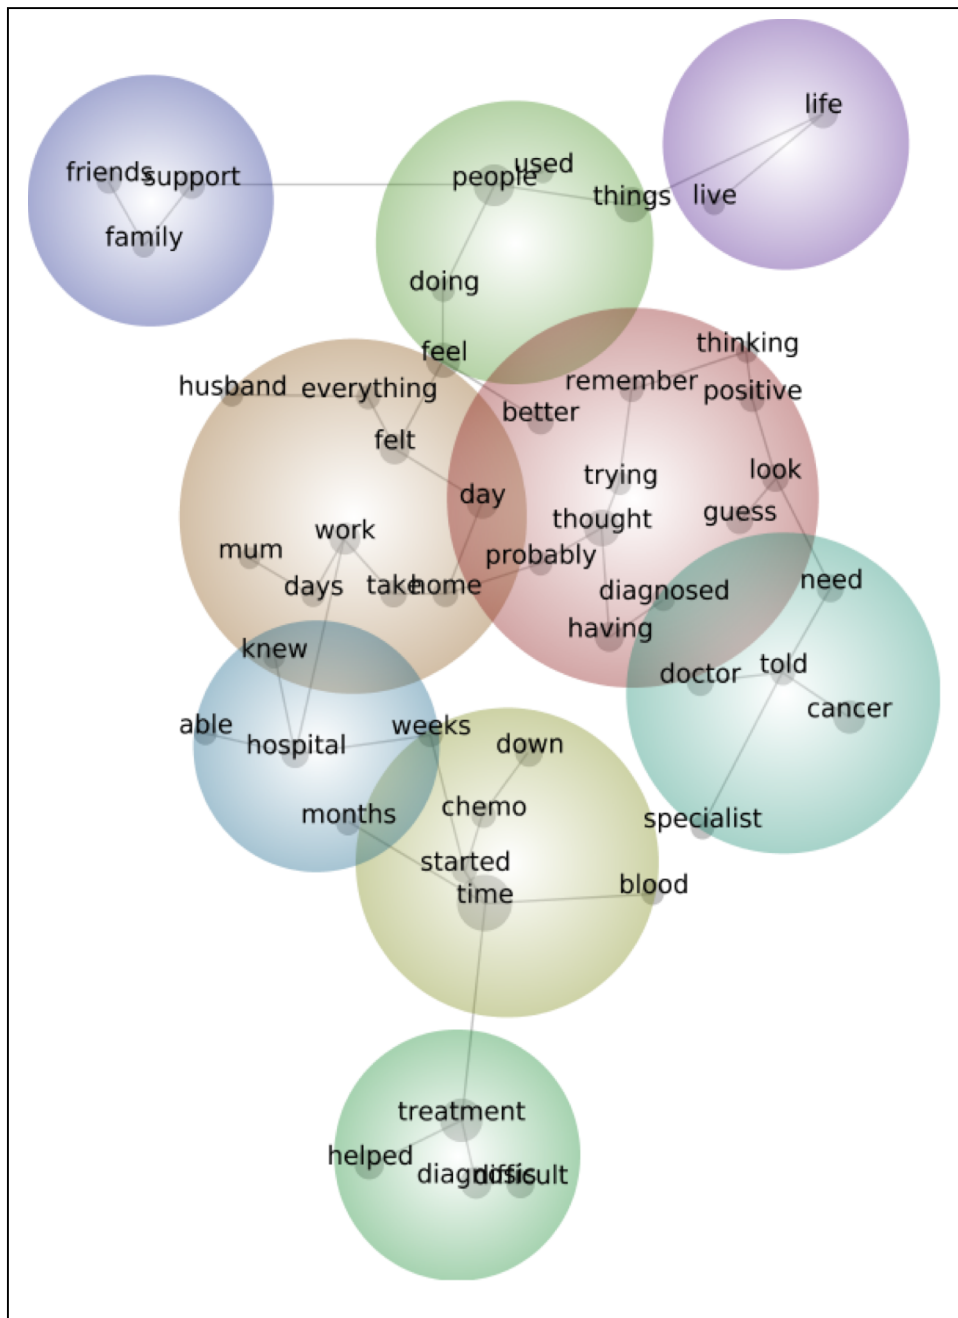 life
friends
support
people
used
things
live
family
doing
feel
thinking
husband
everything
remember
positive
better
felt
trying
look
day
thought
guess
work
mum
probably
days
take
home
diagnosed
need
having
knew
doctor
told
cancer
able
hospital
weeks
down
months
chemo
specialist
started
time
blood
treatment
helped
diagnosis
difficult